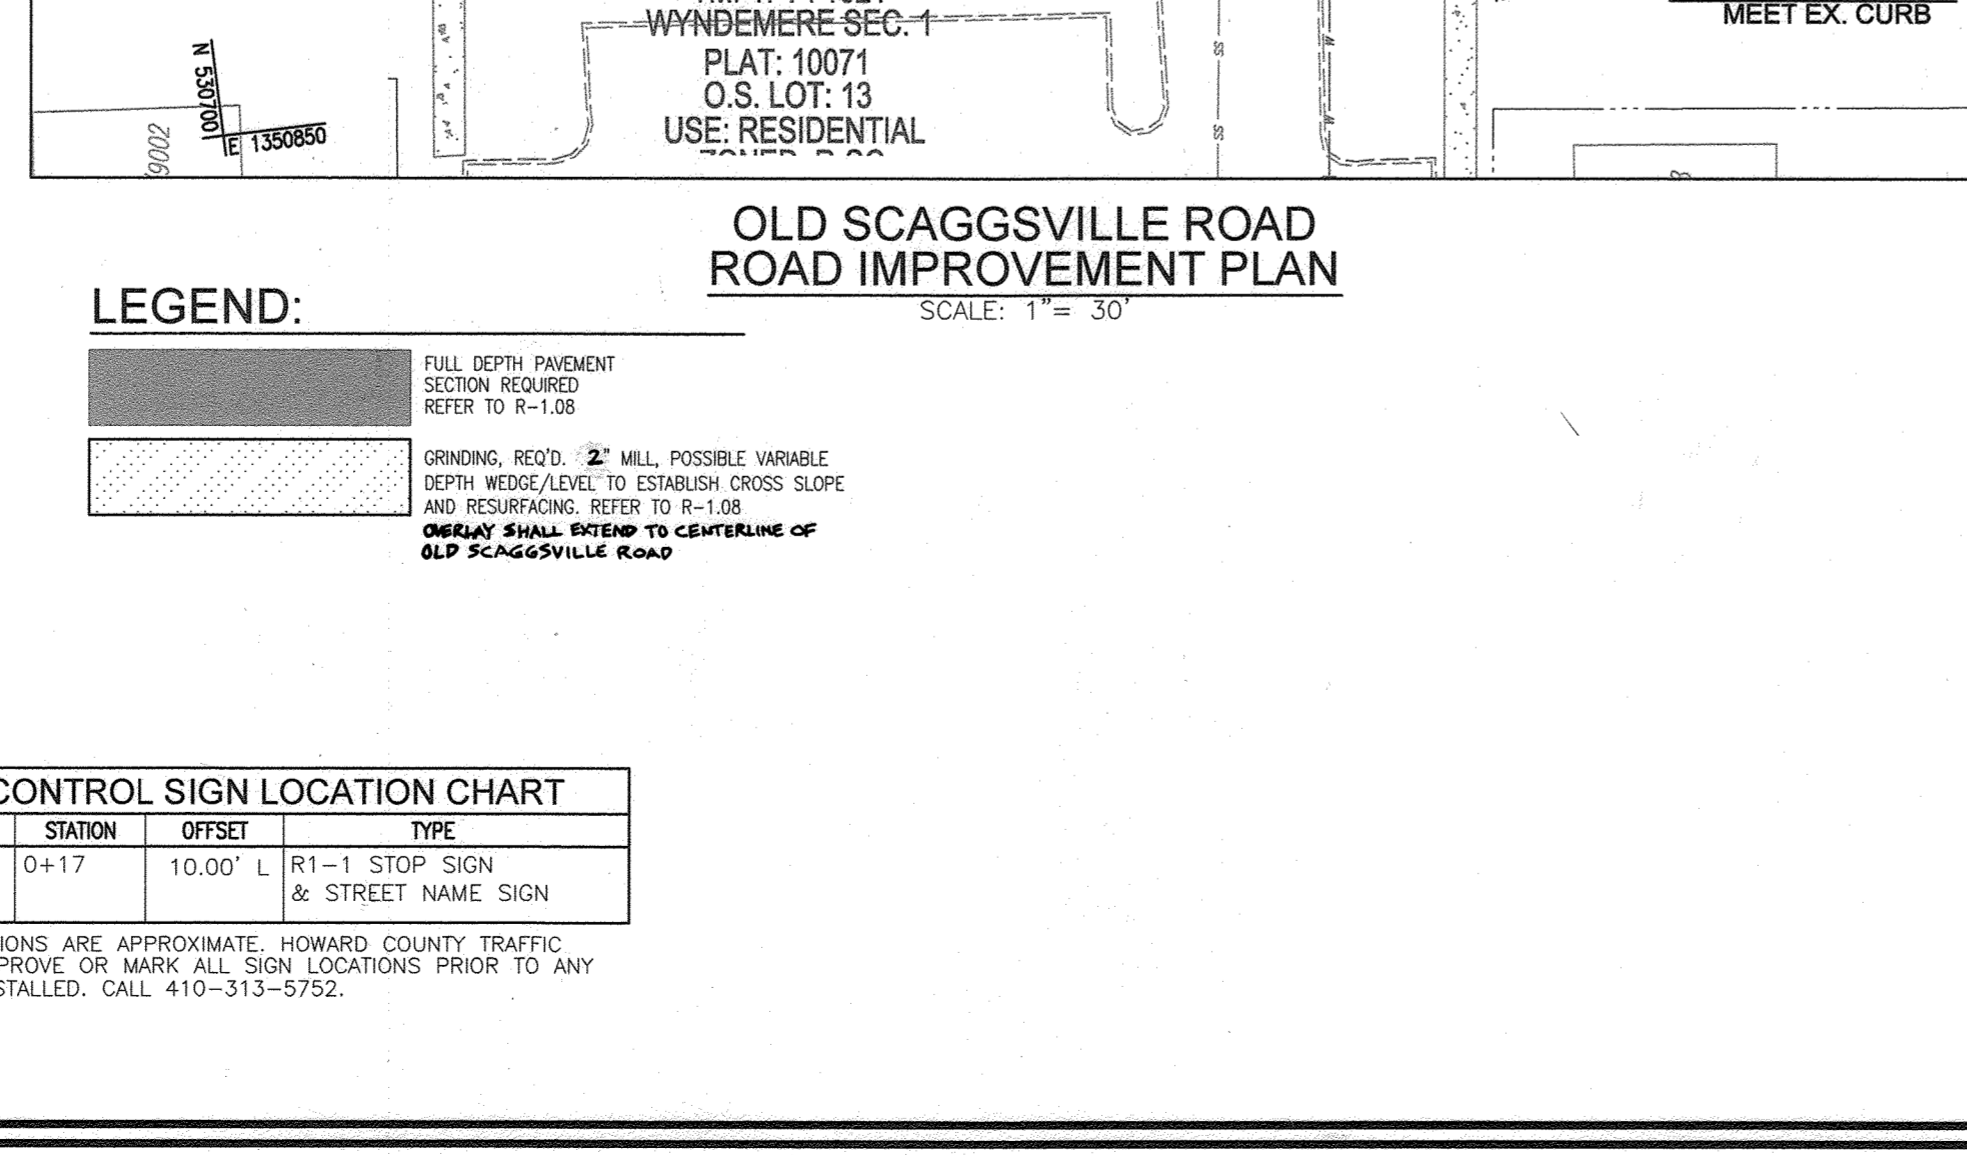 WYNDEMERE SEC. 1
PLAT: 10071
O.S. LOT: 13
USE: RESIDENTIAL
MEET EX. CURB
N 530700
E 1350850
SS
SS
W
W
OLD SCAGGSVILLE ROAD
ROAD IMPROVEMENT PLAN
SCALE: 1"= 30'
LEGEND:
FULL DEPTH PAVEMENT
SECTION REQUIRED
REFER TO R-1.08
GRINDING, REQ'D. 2" MILL, POSSIBLE VARIABLE
DEPTH WEDGE/LEVEL TO ESTABLISH CROSS SLOPE
AND RESURFACING. REFER TO R-1.08
OVERLAY SHALL EXTEND TO CENTERLINE OF
OLD SCAGGSVILLE ROAD
CONTROL SIGN LOCATION CHART
STATION OFFSET TYPE
0+17 10.00' L R1-1 STOP SIGN
& STREET NAME SIGN
IONS ARE APPROXIMATE. HOWARD COUNTY TRAFFIC
PROVE OR MARK ALL SIGN LOCATIONS PRIOR TO ANY
STALLED. CALL 410-313-5752.